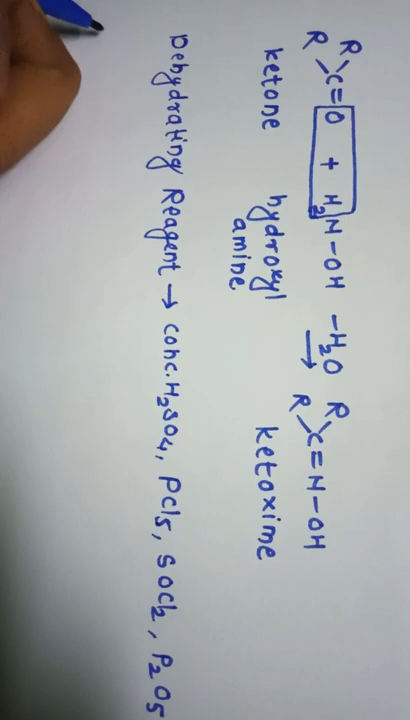 R R C=O + H2N-OH -H2O → R R C=N-OH
ketone hydroxyl amine ketoxime
Dehydrating Reagent → conc. H2SO4, PCl5, SOCl2, P2O5